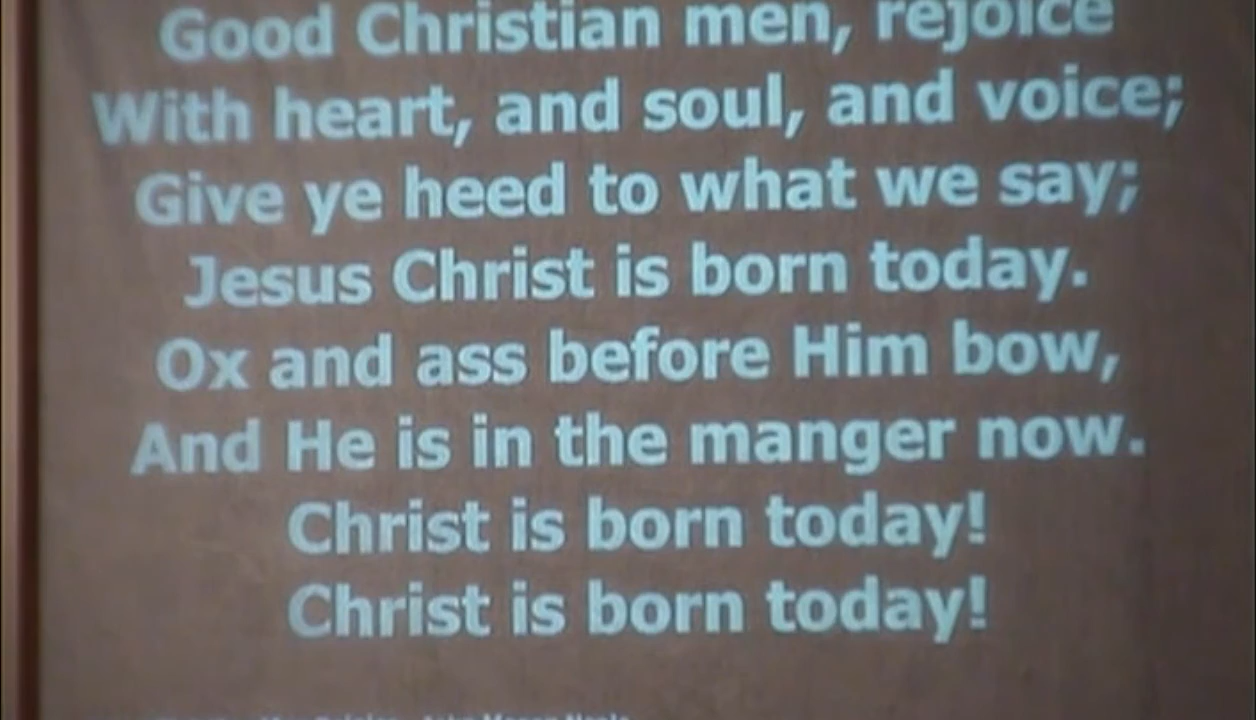 Good Christian men, rejoice
With heart, and soul, and voice;
Give ye heed to what we say;
Jesus Christ is born today.
Ox and ass before Him bow,
And He is in the manger now.
Christ is born today!
Christ is born today!